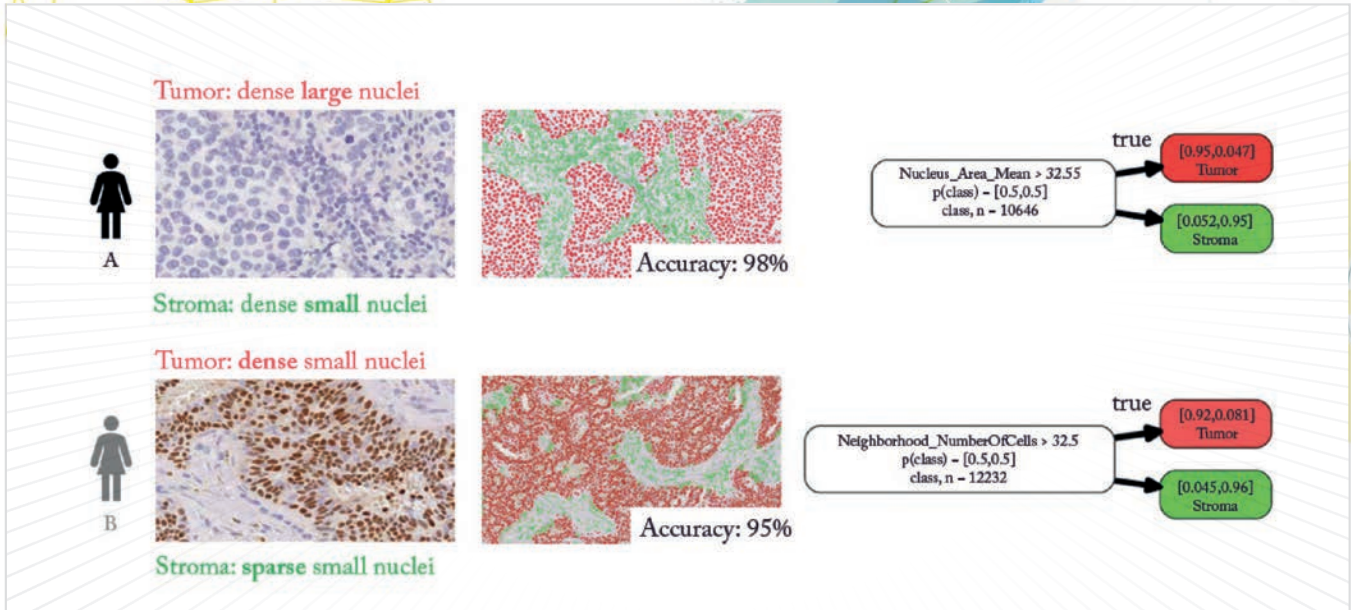 Tumor: dense large nuclei
A
Stroma: dense small nuclei
Accuracy: 98%
Nucleus_Area_Mean > 32.55
p(class) = [0.5,0.5]
class, n = 10646
true
[0.95,0.047]
Tumor
[0.052,0.95]
Stroma
Tumor: dense small nuclei
B
Stroma: sparse small nuclei
Accuracy: 95%
Neighborhood_NumberOfCells > 32.5
p(class) = [0.5,0.5]
class, n = 12232
true
[0.92,0.081]
Tumor
[0.045,0.96]
Stroma